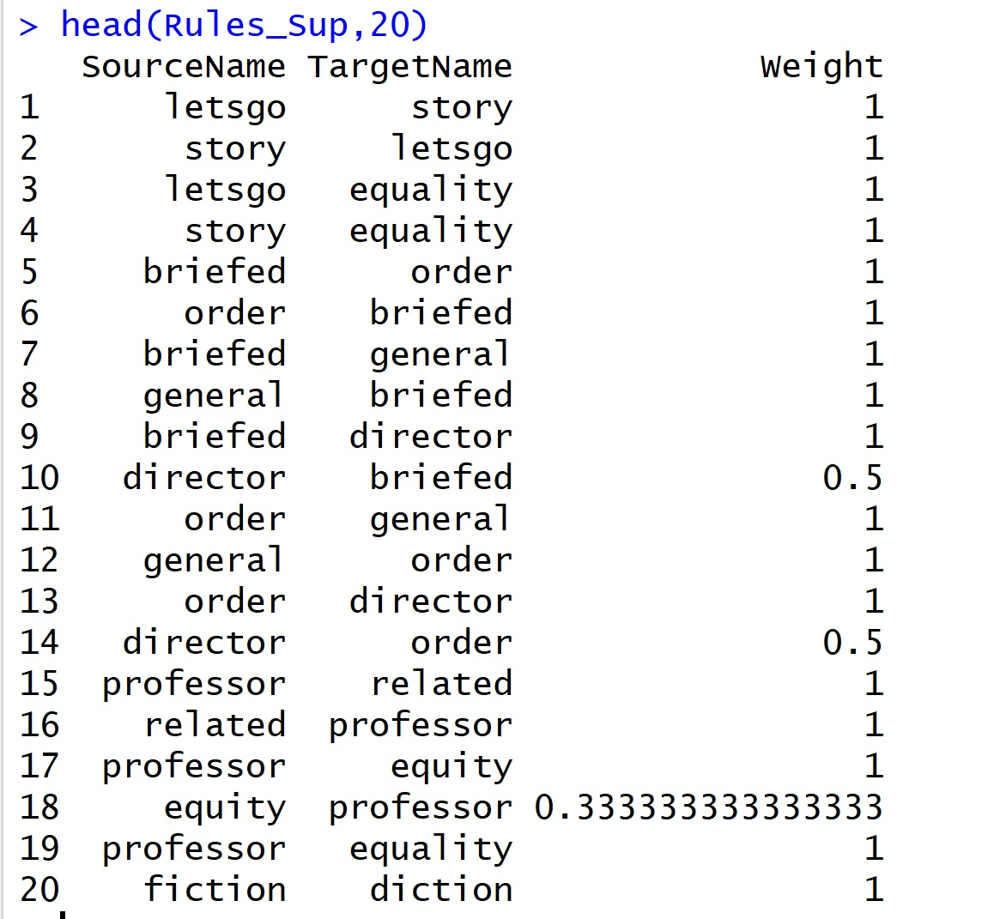 > head(Rules_Sup,20)
SourceName TargetName Weight
1 letsgo story 1
2 story letsgo 1
3 letsgo equality 1
4 story equality 1
5 briefed order 1
6 order briefed 1
7 briefed general 1
8 general briefed 1
9 briefed director 1
10 director briefed 0.5
11 order general 1
12 general order 1
13 order director 1
14 director order 0.5
15 professor related 1
16 related professor 1
17 professor equity 1
18 equity professor 0.333333333333333
19 professor equality 1
20 fiction diction 1